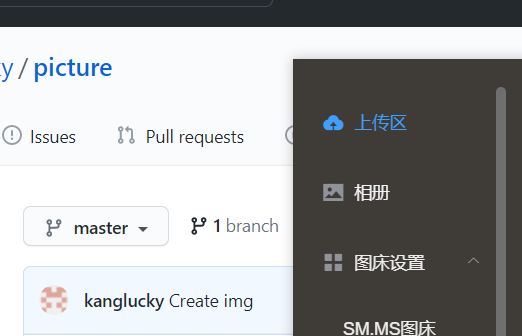 y / picture
Issues
Pull requests
master
1 branch
kanglucky Create img
上传区
相册
图床设置
SM.MS图床